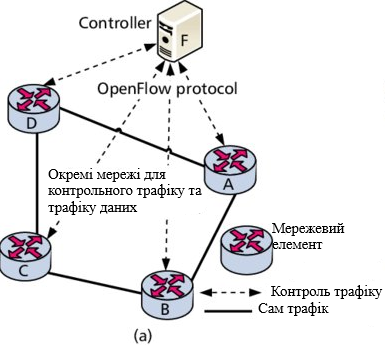 Controller
F
OpenFlow protocol
D
Окремі мережі для
контрольного трафіку та
трафіку даних
A
Мережевий
елемент
C
B
Контроль трафіку
Сам трафік
(a)